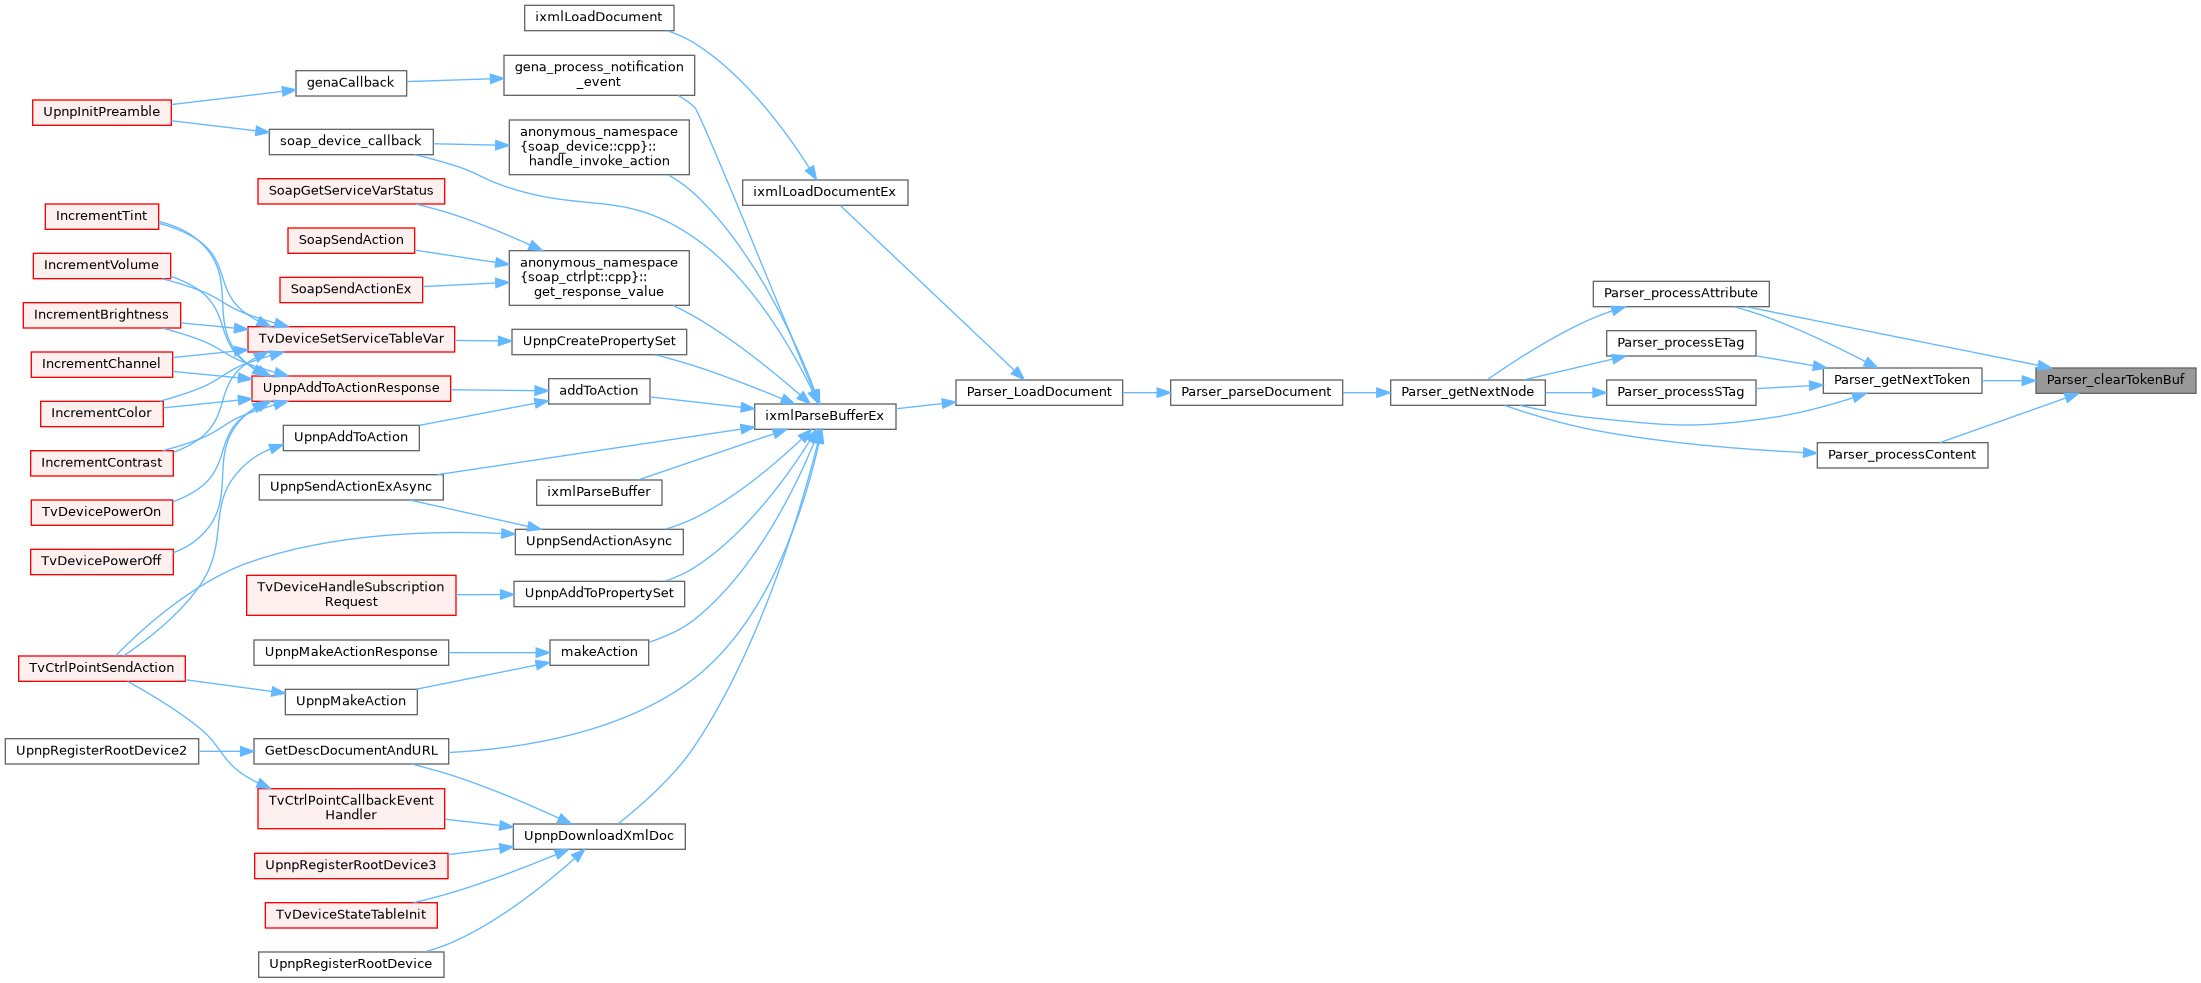 ixmlLoadDocument
gena_process_notification
_event
genaCallback
UpnpInitPreamble
anonymous_namespace
{soap_device::cpp}::
handle_invoke_action
soap_device_callback
SoapGetServiceVarStatus
ixmlLoadDocumentEx
IncrementTint
SoapSendAction
IncrementVolume
anonymous_namespace
{soap_ctrlpt::cpp}::
get_response_value
SoapSendActionEx
Parser_processAttribute
IncrementBrightness
TvDeviceSetServiceTableVar
UpnpCreatePropertySet
Parser_processETag
IncrementChannel
UpnpAddToActionResponse
addToAction
Parser_LoadDocument
Parser_parseDocument
Parser_getNextNode
Parser_processSTag
Parser_getNextToken
Parser_clearTokenBuf
IncrementColor
ixmlParseBufferEx
UpnpAddToAction
Parser_processContent
IncrementContrast
UpnpSendActionExAsync
ixmlParseBuffer
TvDevicePowerOn
UpnpSendActionAsync
TvDevicePowerOff
TvDeviceHandleSubscription
Request
UpnpAddToPropertySet
UpnpMakeActionResponse
makeAction
TvCtrlPointSendAction
UpnpMakeAction
UpnpRegisterRootDevice2
GetDescDocumentAndURL
TvCtrlPointCallbackEvent
Handler
UpnpDownloadXmlDoc
UpnpRegisterRootDevice3
TvDeviceStateTableInit
UpnpRegisterRootDevice